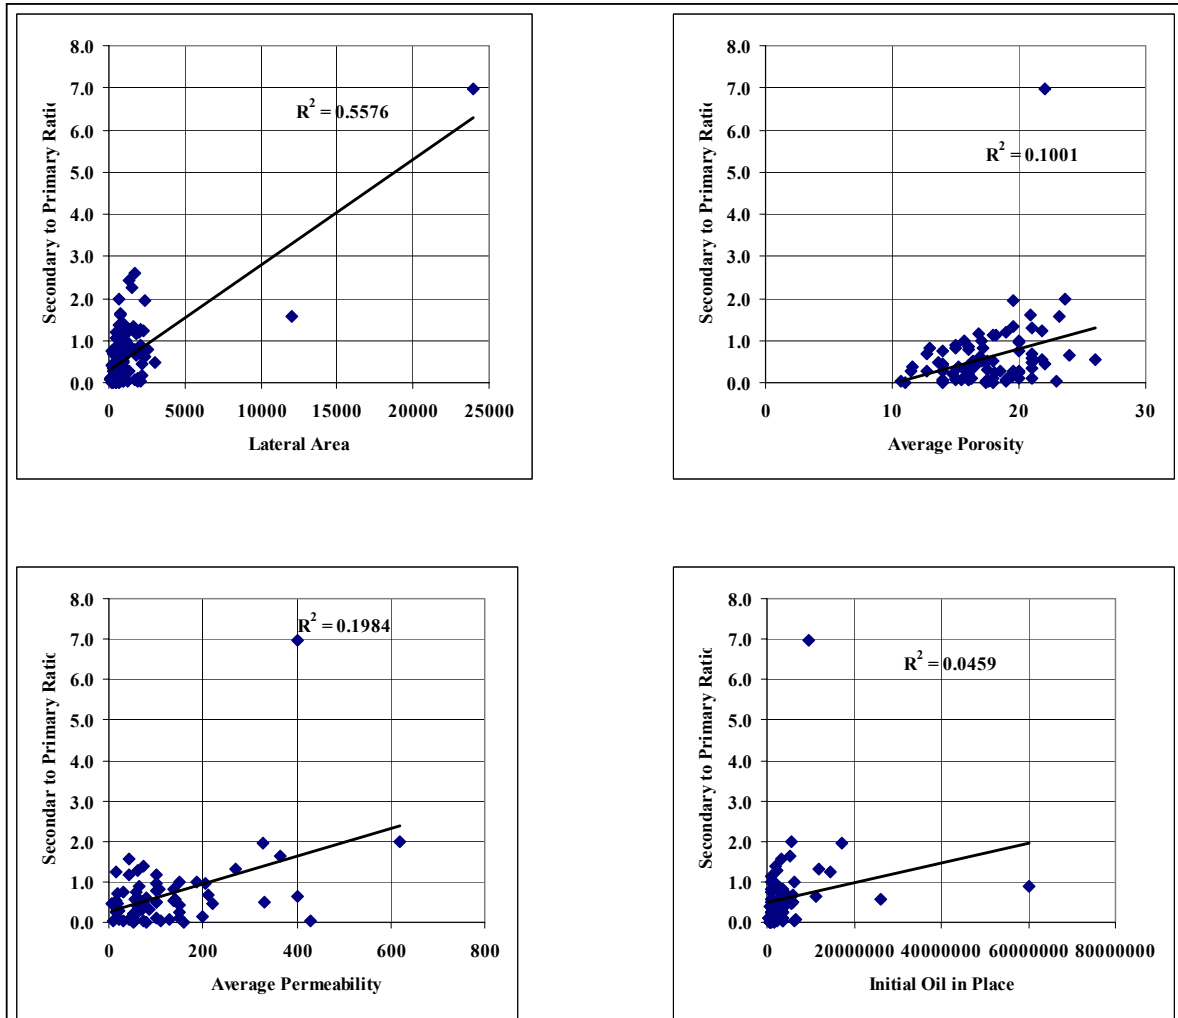 Secondary to Primary Ratio
8.0
7.0
6.0
5.0
4.0
3.0
2.0
1.0
0.0
R² = 0.5576
0 5000 10000 15000 20000 25000
Lateral Area
Secondary to Primary Ratio
8.0
7.0
6.0
5.0
4.0
3.0
2.0
1.0
0.0
R² = 0.1001
0 10 20 30
Average Porosity
Secondar to Primary Ratio
8.0
7.0
6.0
5.0
4.0
3.0
2.0
1.0
0.0
R² = 0.1984
0 200 400 600 800
Average Permeability
Secondary to Primary Ratio
8.0
7.0
6.0
5.0
4.0
3.0
2.0
1.0
0.0
R² = 0.0459
0 20000000 40000000 60000000 80000000
Initial Oil in Place